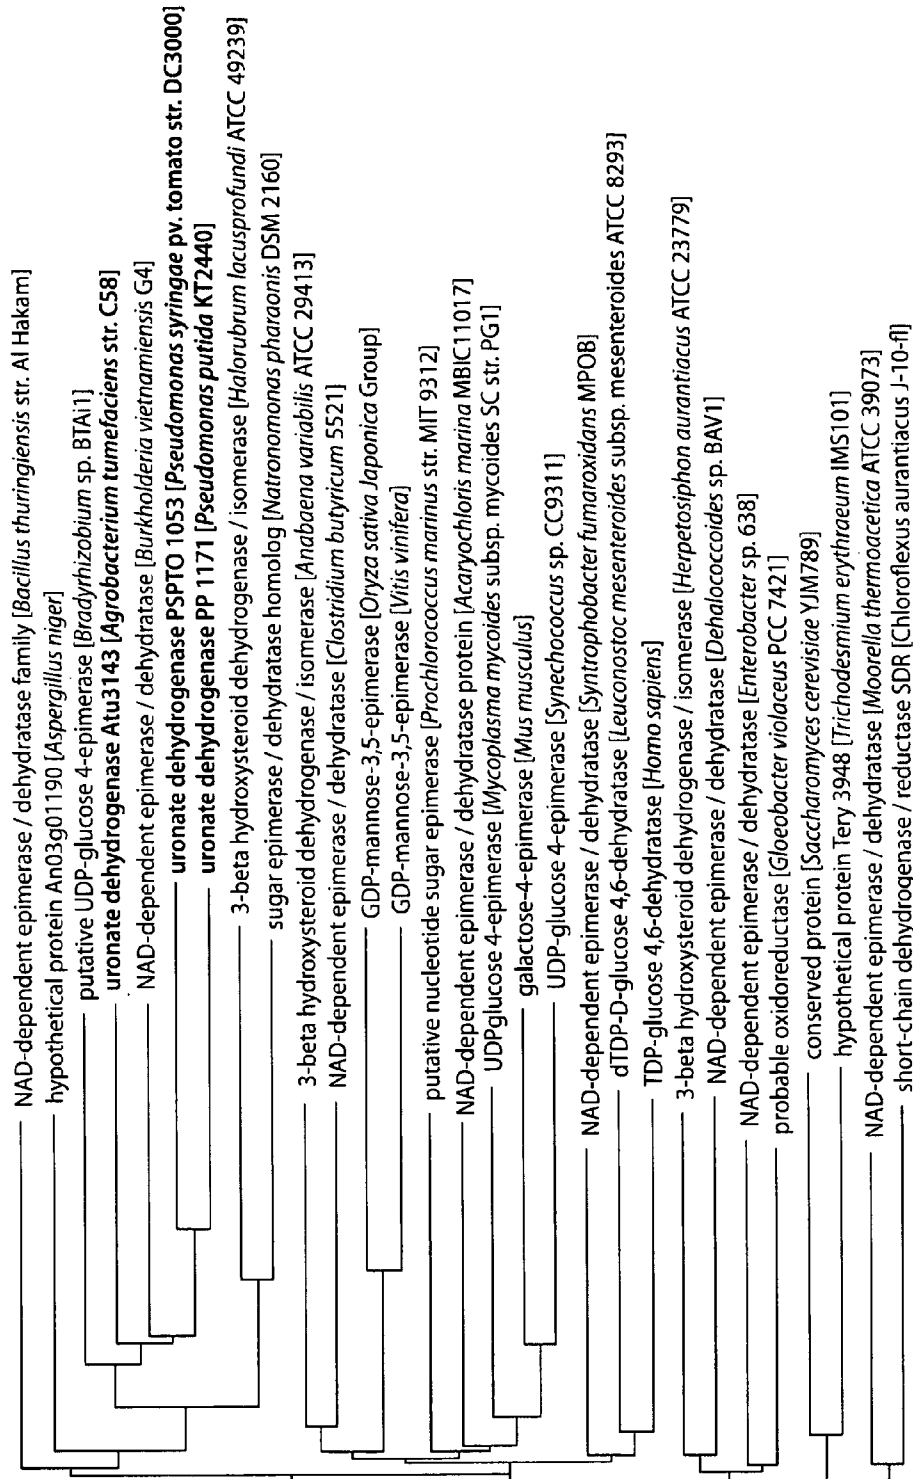 NAD-dependent epimerase / dehydratase family [Bacillus thuringiensis str. Al Hakam]
hypothetical protein An03g01190 [Aspergillus niger]
putative UDP-glucose 4-epimerase [Bradyrhizobium sp. BTAi1]
uronate dehydrogenase Atu3143 [Agrobacterium tumefaciens str. C58]
NAD-dependent epimerase / dehydratase [Burkholderia vietnamiensis G4]
uronate dehydrogenase PSPTO 1053 [Pseudomonas syringae pv. tomato str. DC3000]
uronate dehydrogenase PP 1171 [Pseudomonas putida KT2440]
3-beta hydroxysteroid dehydrogenase / isomerase [Halorubrum lacusprofundi ATCC 49239]
sugar epimerase / dehydratase homolog [Natronomonas pharaonis DSM 2160]
3-beta hydroxysteroid dehydrogenase / isomerase [Anabaena variabilis ATCC 29413]
NAD-dependent epimerase / dehydratase [Clostridium butyricum 5521]
GDP-mannose-3,5-epimerase [Oryza sativa Japonica Group]
GDP-mannose-3,5-epimerase [Vitis vinifera]
putative nucleotide sugar epimerase [Prochlorococcus marinus str. MIT 9312]
NAD-dependent epimerase / dehydratase protein [Acaryochloris marina MBIC11017]
UDPglucose 4-epimerase [Mycoplasma mycoides subsp. mycoides SC str. PG1]
galactose-4-epimerase [Mus musculus]
UDP-glucose 4-epimerase [Synechococcus sp. CC9311]
NAD-dependent epimerase / dehydratase [Syntrophobacter fumaroxidans MPOB]
dTDP-D-glucose 4,6-dehydratase [Leuconostoc mesenteroides subsp. mesenteroides ATCC 8293]
TDP-glucose 4,6-dehydratase [Homo sapiens]
3-beta hydroxysteroid dehydrogenase / isomerase [Herpetosiphon aurantiacus ATCC 23779]
NAD-dependent epimerase / dehydratase [Dehalococcoides sp. BAV1]
NAD-dependent epimerase / dehydratase [Enterobacter sp. 638]
probable oxidoreductase [Gloeobacter violaceus PCC 7421]
conserved protein [Saccharomyces cerevisiae YJM789]
hypothetical protein Tery 3948 [Trichodesmium erythraeum IMS101]
NAD-dependent epimerase / dehydratase [Moorella thermoacetica ATCC 39073]
short-chain dehydrogenase / reductase SDR [Chloroflexus aurantiacus J-10-fl]